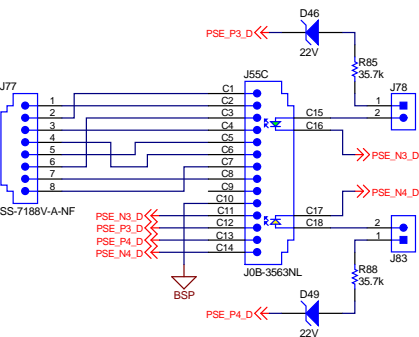 D46
PSE_P3_D
22V
R85
35.7k
J77
J55C
J78
1
2
3
4
5
6
7
8
C1
C2
C3
C4
C5
C6
C7
C8
C9
C10
C11
C12
C13
C14
C15
C16
1
2
PSE_N3_D
PSE_N4_D
C17
C18
2
1
SS-7188V-A-NF
PSE_N3_D
PSE_P3_D
PSE_P4_D
PSE_N4_D
J0B-3563NL
J83
BSP
R88
35.7k
D49
PSE_P4_D
22V